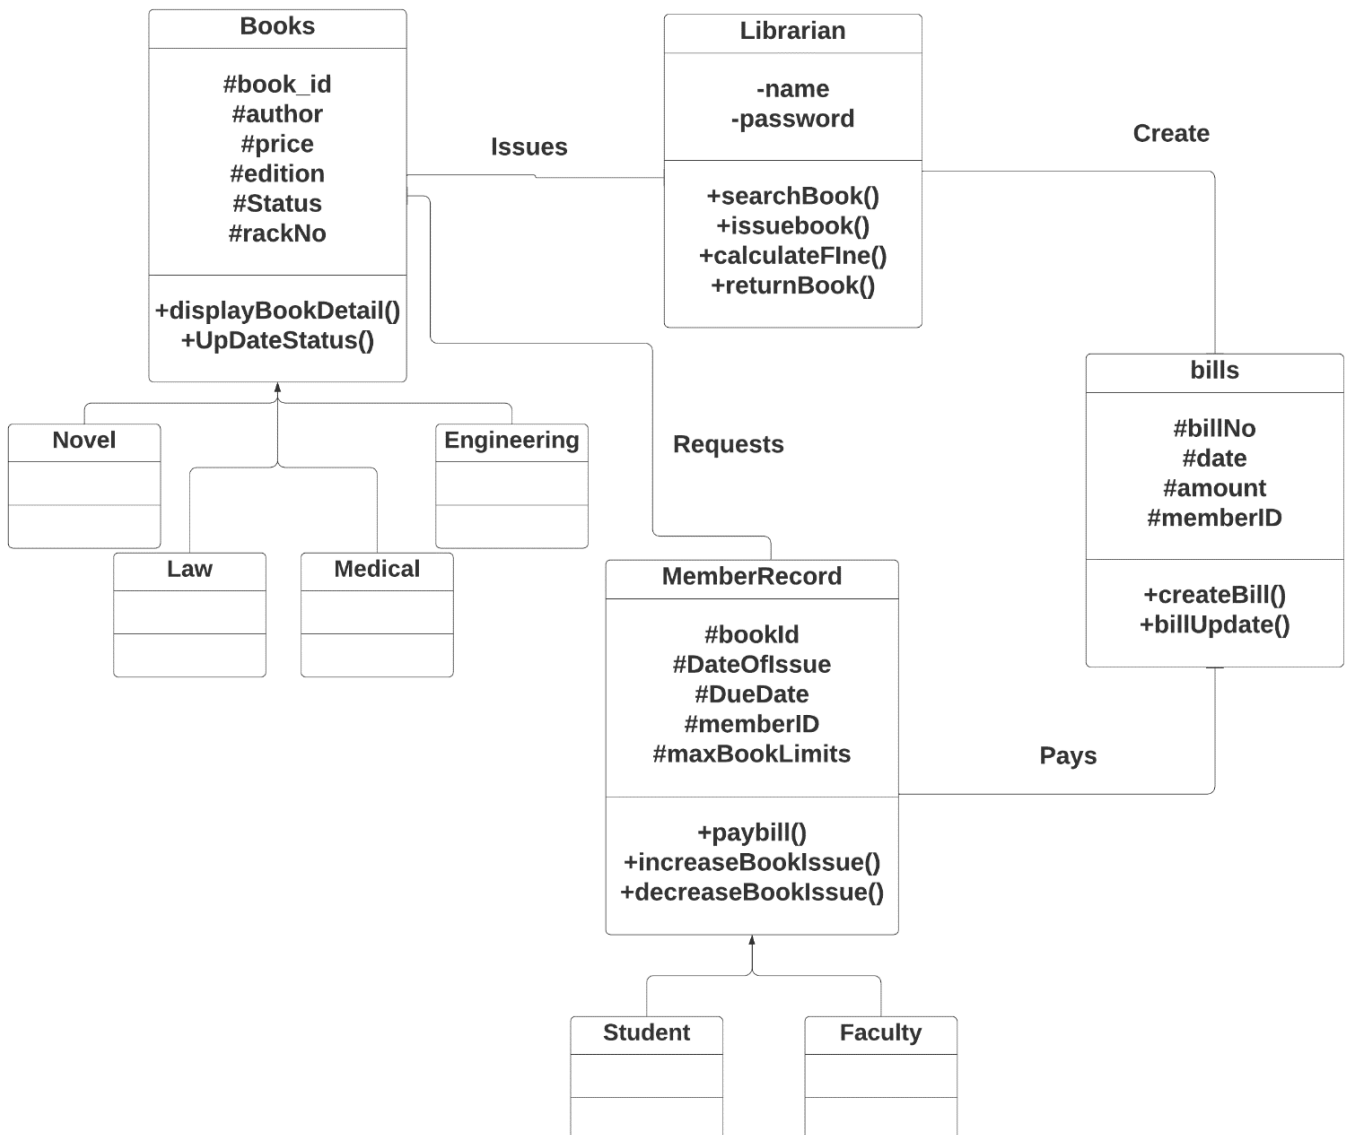 Books
#book_id
#author
#price
#edition
#Status
#rackNo
+displayBookDetail()
+UpDateStatus()
Issues
Librarian
-name
-password
+searchBook()
+issuebook()
+calculateFIne()
+returnBook()
Create
bills
#billNo
#date
#amount
#memberID
+createBill()
+billUpdate()
Novel
Engineering
Law
Medical
Requests
MemberRecord
#bookId
#DateOfIssue
#DueDate
#memberID
#maxBookLimits
+paybill()
+increaseBookIssue()
+decreaseBookIssue()
Pays
Student
Faculty